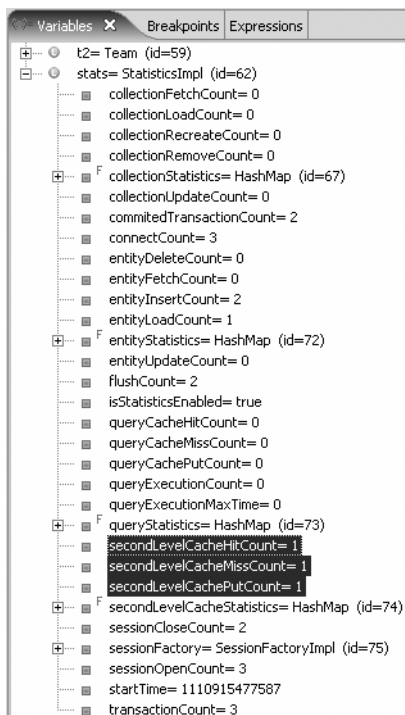 Variables Breakpoints Expressions
t2= Team (id=59)
stats= StatisticsImpl (id=62)
collectionFetchCount= 0
collectionLoadCount= 0
collectionRecreateCount= 0
collectionRemoveCount= 0
F collectionStatistics= HashMap (id=67)
collectionUpdateCount= 0
commitedTransactionCount= 2
connectCount= 3
entityDeleteCount= 0
entityFetchCount= 0
entityInsertCount= 2
entityLoadCount= 1
F entityStatistics= HashMap (id=72)
entityUpdateCount= 0
flushCount= 2
isStatisticsEnabled= true
queryCacheHitCount= 0
queryCacheMissCount= 0
queryCachePutCount= 0
queryExecutionCount= 0
queryExecutionMaxTime= 0
F queryStatistics= HashMap (id=73)
secondLevelCacheHitCount= 1
secondLevelCacheMissCount= 1
secondLevelCachePutCount= 1
F secondLevelCacheStatistics= HashMap (id=74)
sessionCloseCount= 2
sessionFactory= SessionFactoryImpl (id=75)
sessionOpenCount= 3
startTime= 1110915477587
transactionCount= 3